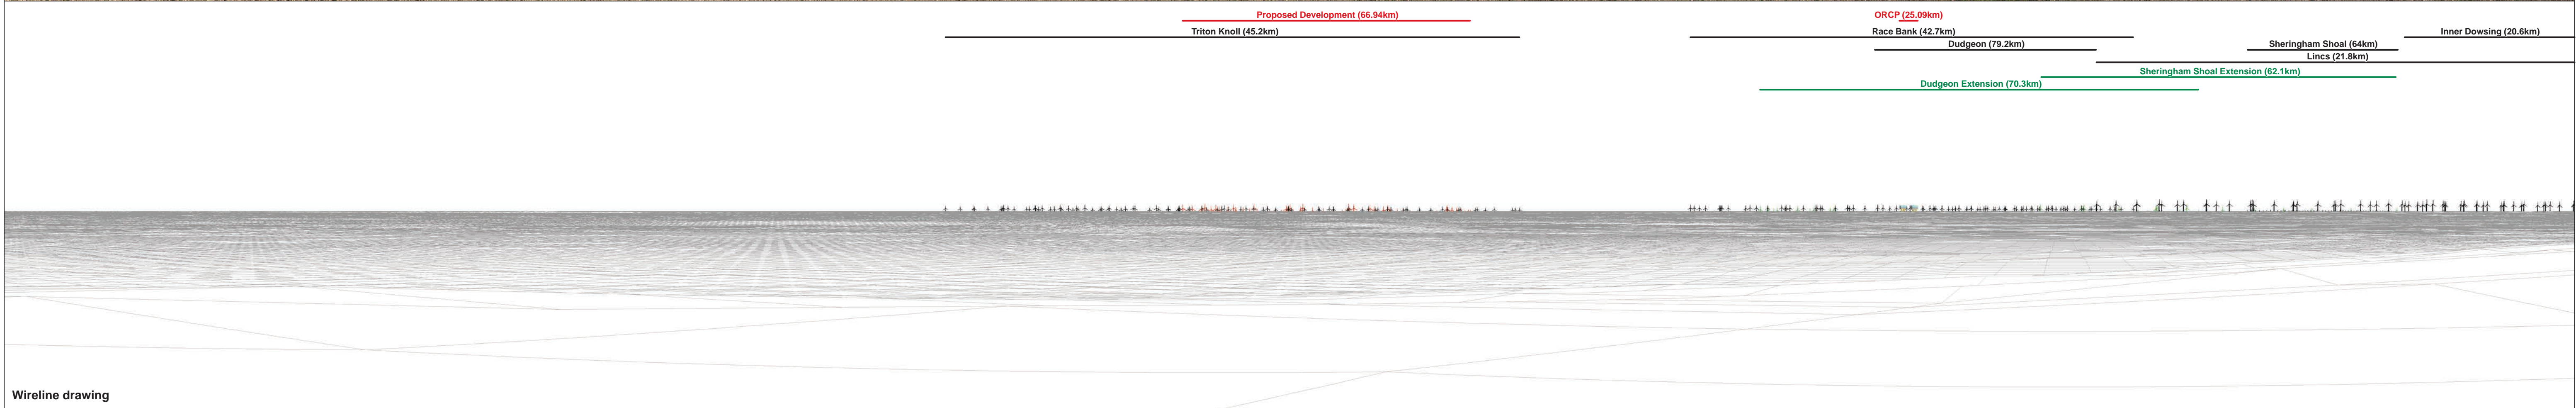 Proposed Development (66.94km)
ORCP (25.09km)
Triton Knoll (45.2km)
Race Bank (42.7km)
Inner Dowsing (20.6km)
Dudgeon (79.2km)
Sheringham Shoal (64km)
Lincs (21.8km)
Sheringham Shoal Extension (62.1km)
Dudgeon Extension (70.3km)
Wireline drawing